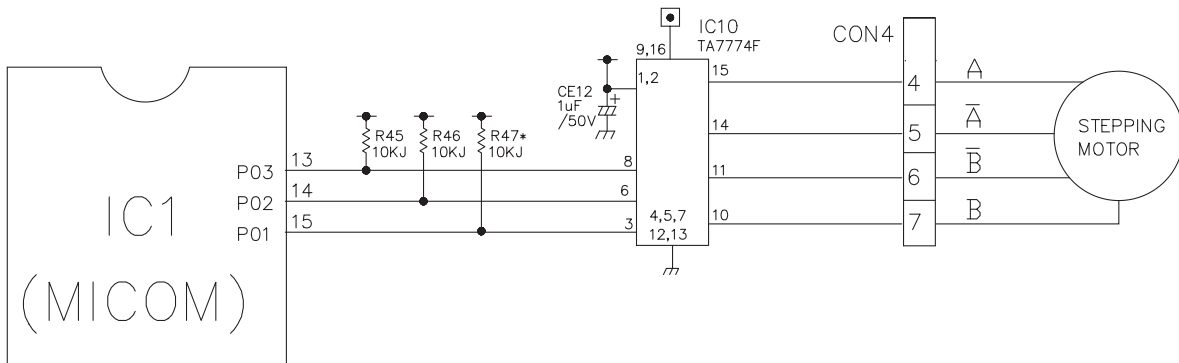 IC10
TA7774F
CON4
9,16
1,2
15
4
A
CE12
1uF
/50V
+
R45
10KJ
R46
10KJ
R47*
10KJ
14
5
A̅
STEPPING
MOTOR
P03
13
8
11
6
B̅
P02
14
6
P01
15
3
4,5,7
12,13
10
7
B
IC1
(MICOM)